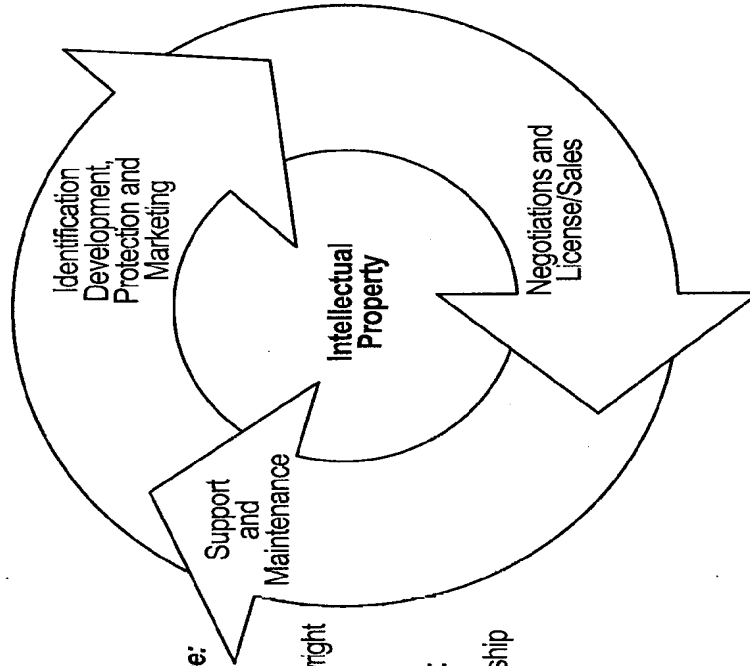 Identification
Development,
Protection and
Marketing
Support
and
Maintenance
Intellectual
Property
Negotiations and
License/Sales